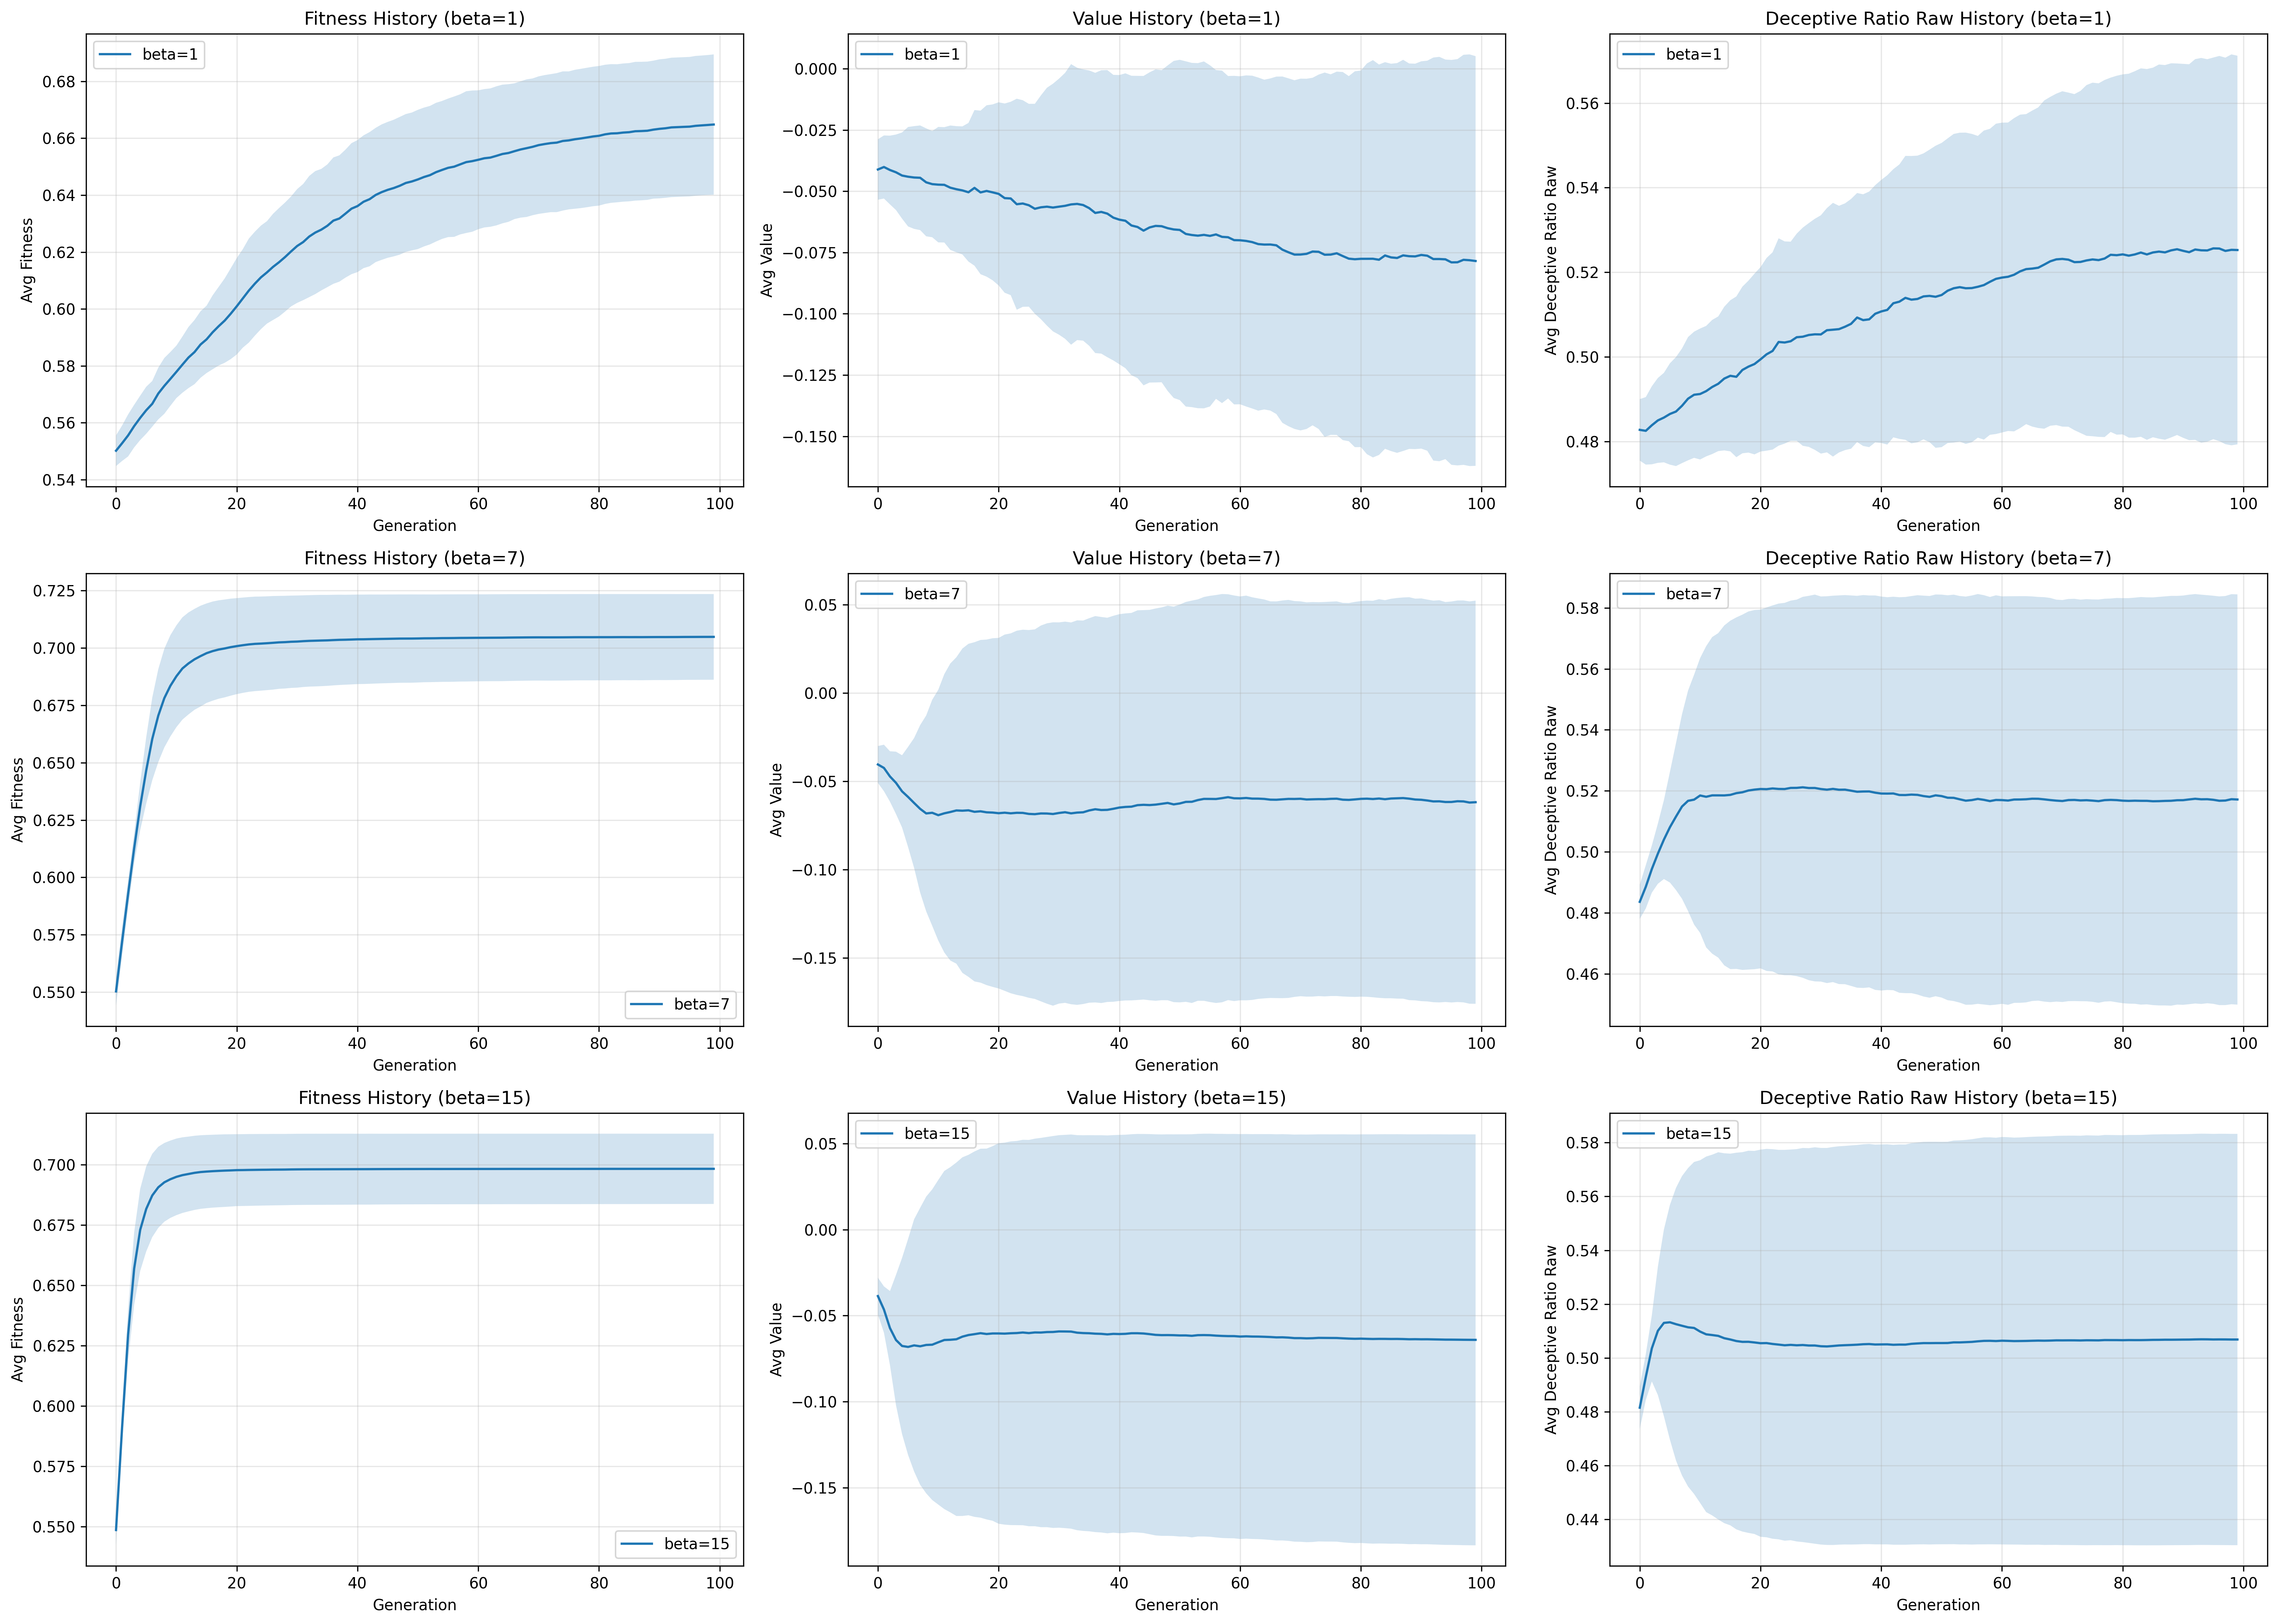 Fitness History (beta=1)
beta=1
0.68
0.66
0.64
0.62
0.60
0.58
0.56
0.54
Avg Fitness
0 20 40 60 80 100
Generation
Value History (beta=1)
beta=1
0.000
−0.025
−0.050
−0.075
−0.100
−0.125
−0.150
Avg Value
0 20 40 60 80 100
Generation
Deceptive Ratio Raw History (beta=1)
beta=1
0.56
0.54
0.52
0.50
0.48
Avg Deceptive Ratio Raw
0 20 40 60 80 100
Generation
Fitness History (beta=7)
0.725
0.700
0.675
0.650
0.625
0.600
0.575
0.550
Avg Fitness
beta=7
0 20 40 60 80 100
Generation
Value History (beta=7)
beta=7
0.05
0.00
−0.05
−0.10
−0.15
Avg Value
0 20 40 60 80 100
Generation
Deceptive Ratio Raw History (beta=7)
beta=7
0.58
0.56
0.54
0.52
0.50
0.48
0.46
Avg Deceptive Ratio Raw
0 20 40 60 80 100
Generation
Fitness History (beta=15)
0.700
0.675
0.650
0.625
0.600
0.575
0.550
Avg Fitness
beta=15
0 20 40 60 80 100
Generation
Value History (beta=15)
beta=15
0.05
0.00
−0.05
−0.10
−0.15
Avg Value
0 20 40 60 80 100
Generation
Deceptive Ratio Raw History (beta=15)
beta=15
0.58
0.56
0.54
0.52
0.50
0.48
0.46
0.44
Avg Deceptive Ratio Raw
0 20 40 60 80 100
Generation